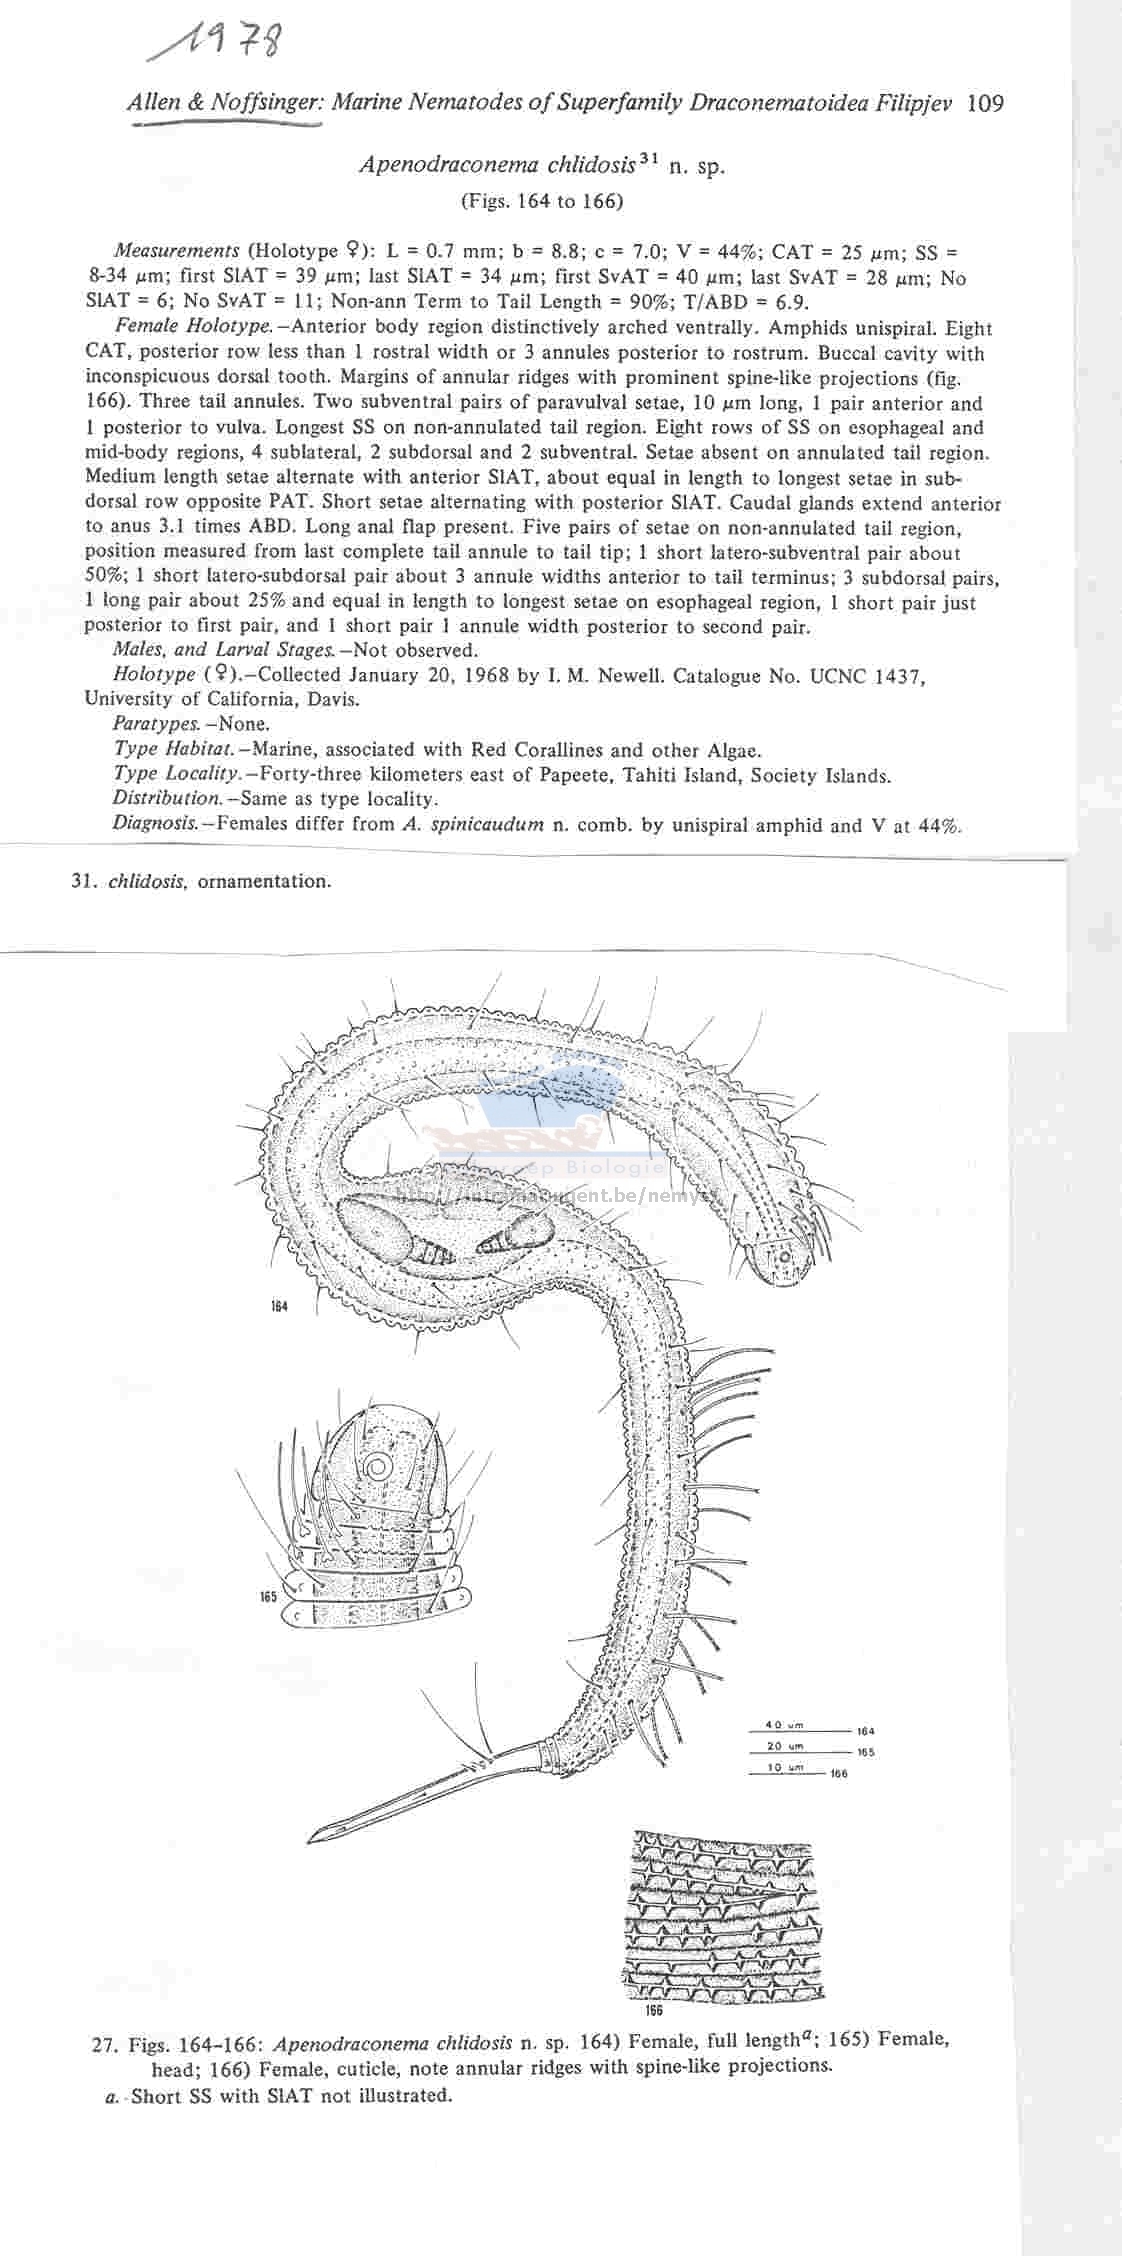 1978
Allen & Noffsinger: Marine Nematodes of Superfamily Draconematoidea Filipjev 109
Apenodraconema chlidosis³¹ n. sp.
(Figs. 164 to 166)
Measurements (Holotype ♀): L = 0.7 mm; b = 8.8; c = 7.0; V = 44%; CAT = 25 μm; SS =
8-34 μm; first SlAT = 39 μm; last SlAT = 34 μm; first SvAT = 40 μm; last SvAT = 28 μm; No
SlAT = 6; No SvAT = 11; Non-ann Term to Tail Length = 90%; T/ABD = 6.9.
Female Holotype.—Anterior body region distinctively arched ventrally. Amphids unispiral. Eight
CAT, posterior row less than 1 rostral width or 3 annules posterior to rostrum. Buccal cavity with
inconspicuous dorsal tooth. Margins of annular ridges with prominent spine-like projections (fig.
166). Three tail annules. Two subventral pairs of paravulval setae, 10 μm long, 1 pair anterior and
1 posterior to vulva. Longest SS on non-annulated tail region. Eight rows of SS on esophageal and
mid-body regions, 4 sublateral, 2 subdorsal and 2 subventral. Setae absent on annulated tail region.
Medium length setae alternate with anterior SlAT, about equal in length to longest setae in sub-
dorsal row opposite PAT. Short setae alternating with posterior SlAT. Caudal glands extend anterior
to anus 3.1 times ABD. Long anal flap present. Five pairs of setae on non-annulated tail region,
position measured from last complete tail annule to tail tip; 1 short latero-subventral pair about
50%; 1 short latero-subdorsal pair about 3 annule widths anterior to tail terminus; 3 subdorsal pairs,
1 long pair about 25% and equal in length to longest setae on esophageal region, 1 short pair just
posterior to first pair, and 1 short pair 1 annule width posterior to second pair.
Males, and Larval Stages.—Not observed.
Holotype (♀).—Collected January 20, 1968 by I. M. Newell. Catalogue No. UCNC 1437,
University of California, Davis.
Paratypes.—None.
Type Habitat.—Marine, associated with Red Corallines and other Algae.
Type Locality.—Forty-three kilometers east of Papeete, Tahiti Island, Society Islands.
Distribution.—Same as type locality.
Diagnosis.—Females differ from A. spinicaudum n. comb. by unispiral amphid and V at 44%.
31. chlidosis, ornamentation.
Biologie
164
165
40 um 164
20 um 165
10 um 166
166
27. Figs. 164–166: Apenodraconema chlidosis n. sp. 164) Female, full lengthᵃ; 165) Female,
head; 166) Female, cuticle, note annular ridges with spine-like projections.
a. Short SS with SlAT not illustrated.